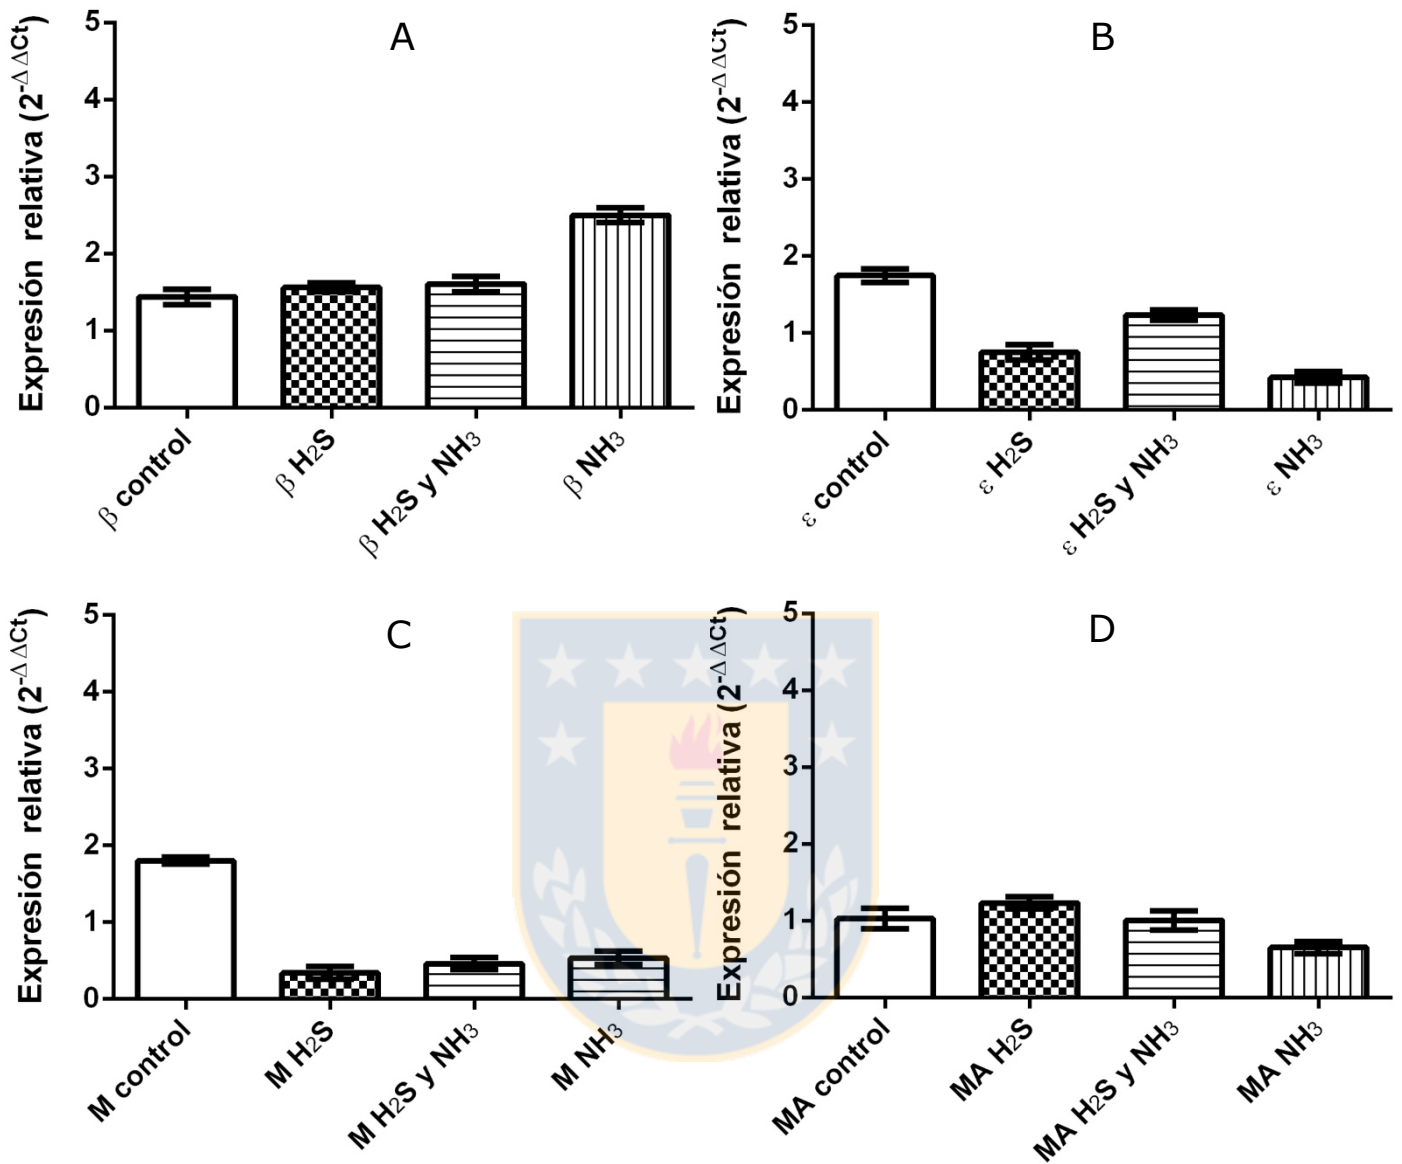 A
Expresión relativa (2-ΔΔCt)
5
4
3
2
1
0
β control
β H2S
β H2S y NH3
β NH3
B
Expresión relativa (2-ΔΔCt)
5
4
3
2
1
0
ε control
ε H2S
ε H2S y NH3
ε NH3
C
Expresión relativa (2-ΔΔCt)
5
4
3
2
1
0
M control
M H2S
M H2S y NH3
M NH3
D
Expresión relativa (2-ΔΔCt)
5
4
3
2
1
0
MA control
MA H2S
MA H2S y NH3
MA NH3